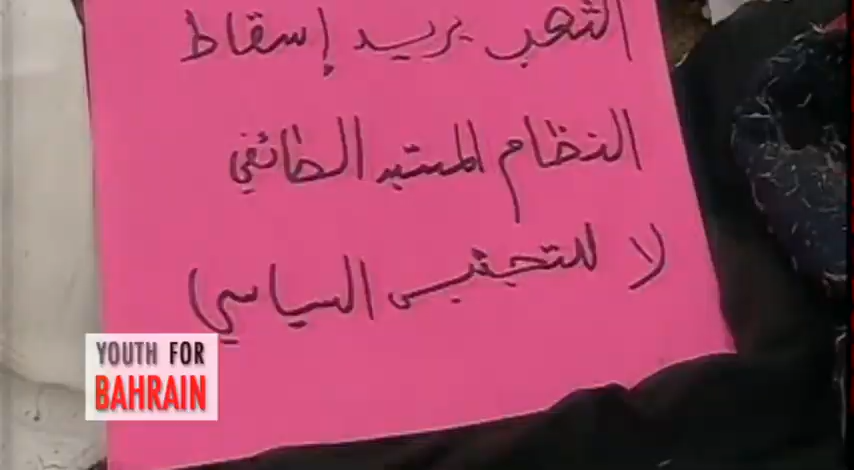 الشعب يريد إسقاط
النظام المستبد الطائفي
لا للتجنيس السياسي
YOUTH FOR
BAHRAIN